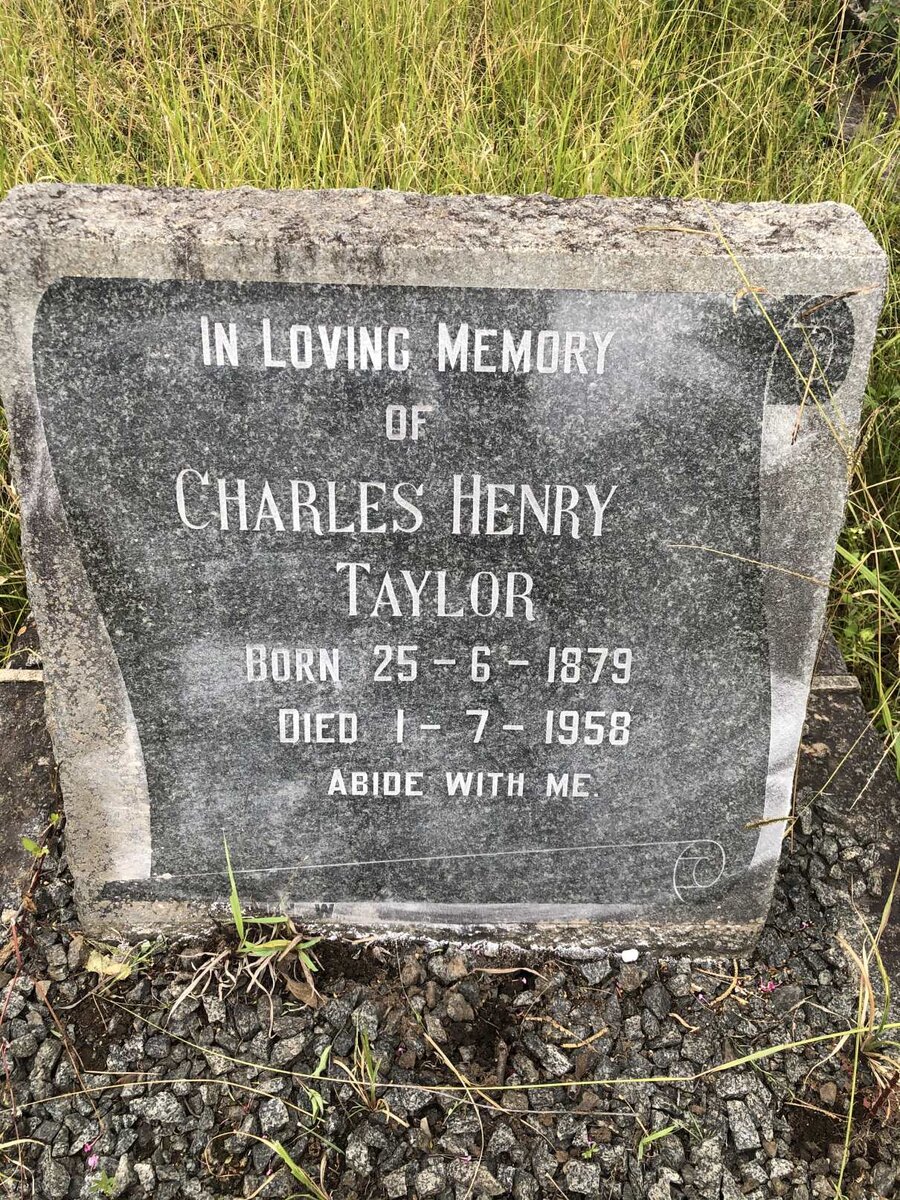 In Loving Memory
of
Charles Henry
Taylor
Born 25 - 6 - 1879
Died 1 - 7 - 1958
Abide with me.
W